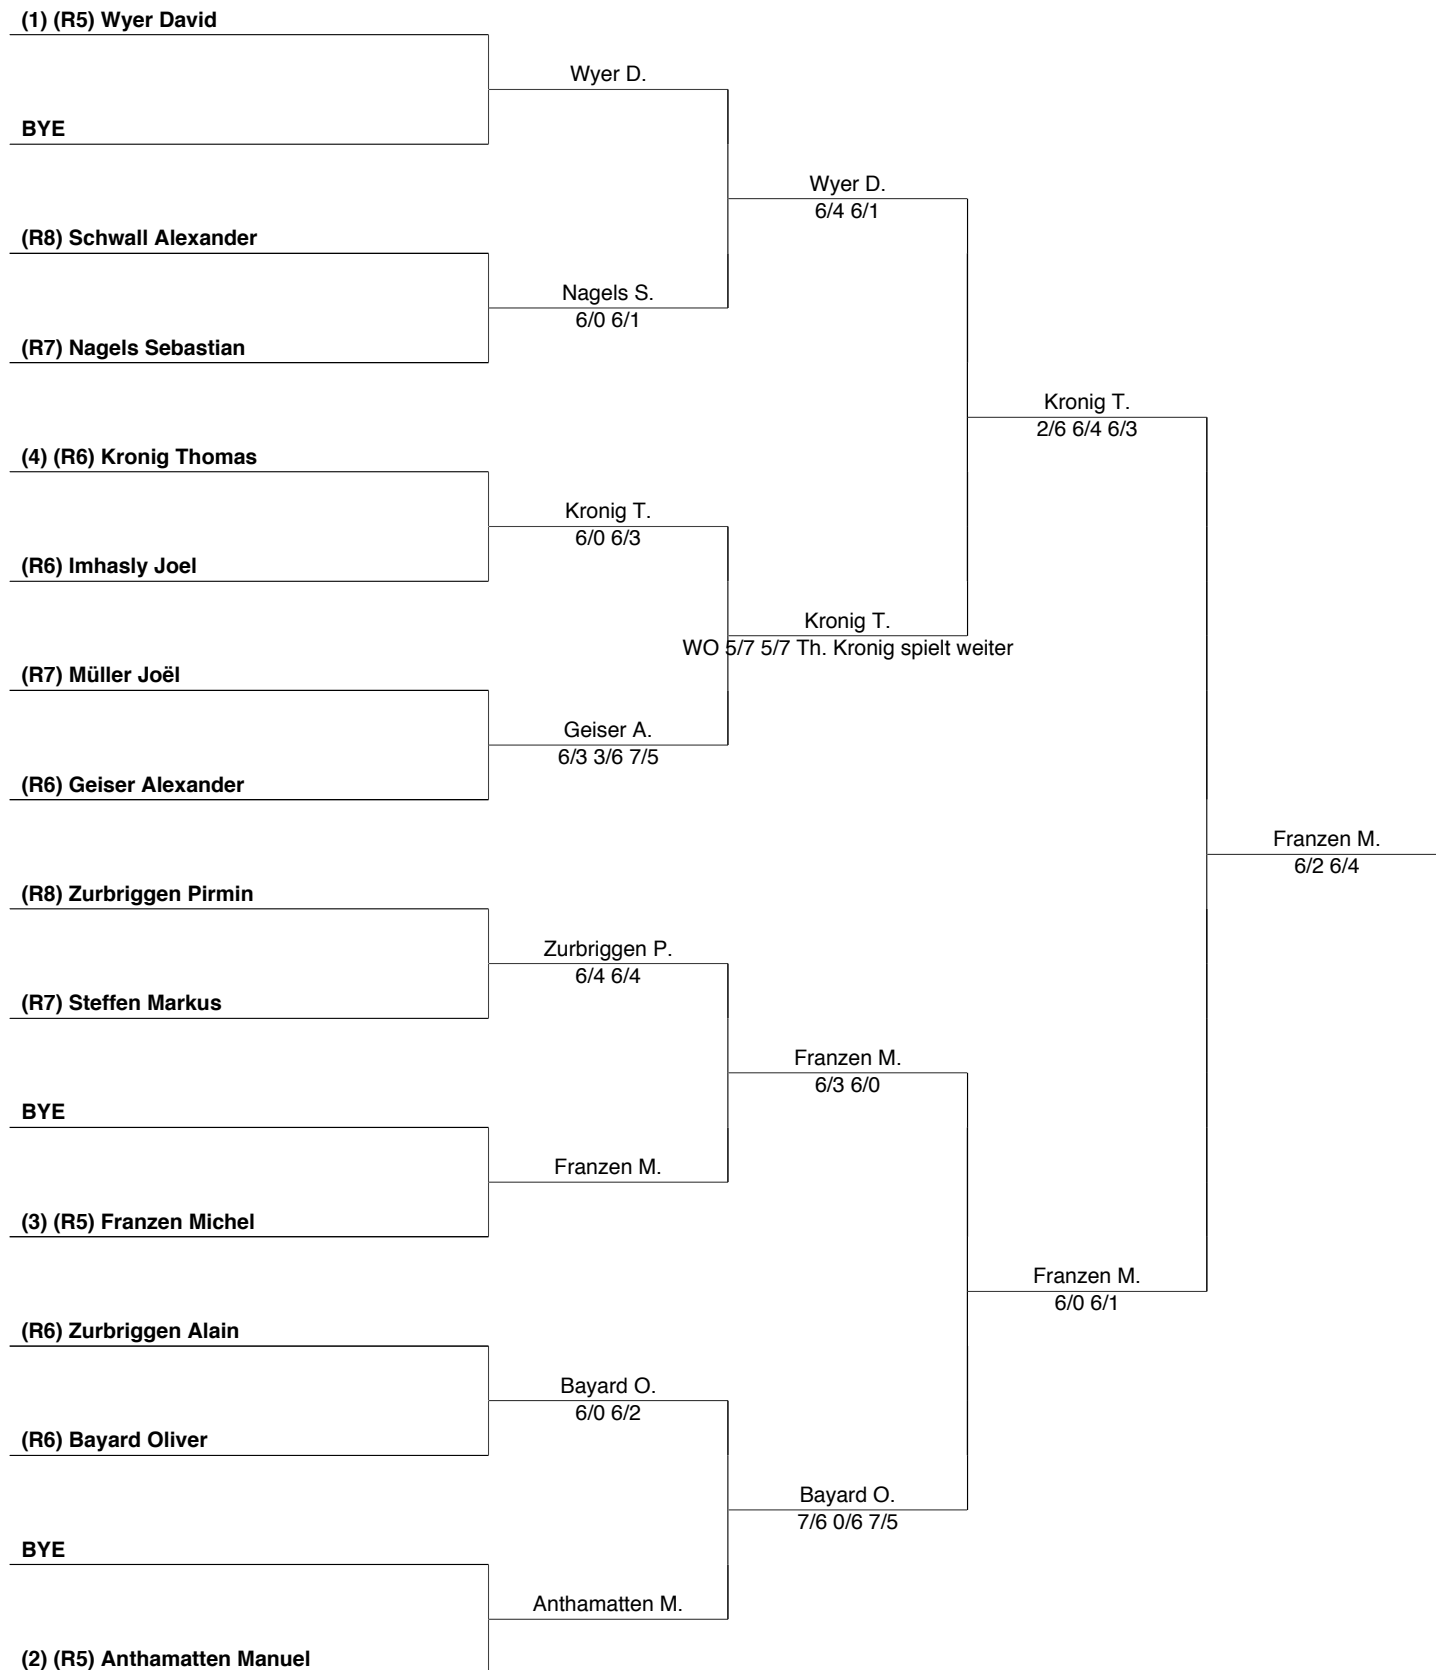 (1) (R5) Wyer David
Wyer D.
BYE
Wyer D.
6/4 6/1
(R8) Schwall Alexander
Nagels S.
6/0 6/1
(R7) Nagels Sebastian
Kronig T.
2/6 6/4 6/3
(4) (R6) Kronig Thomas
Kronig T.
6/0 6/3
(R6) Imhasly Joel
Kronig T.
WO 5/7 5/7 Th. Kronig spielt weiter
(R7) Müller Joël
Geiser A.
6/3 3/6 7/5
(R6) Geiser Alexander
Franzen M.
6/2 6/4
(R8) Zurbriggen Pirmin
Zurbriggen P.
6/4 6/4
(R7) Steffen Markus
Franzen M.
6/3 6/0
BYE
Franzen M.
(3) (R5) Franzen Michel
Franzen M.
6/0 6/1
(R6) Zurbriggen Alain
Bayard O.
6/0 6/2
(R6) Bayard Oliver
Bayard O.
7/6 0/6 7/5
BYE
Anthamatten M.
(2) (R5) Anthamatten Manuel